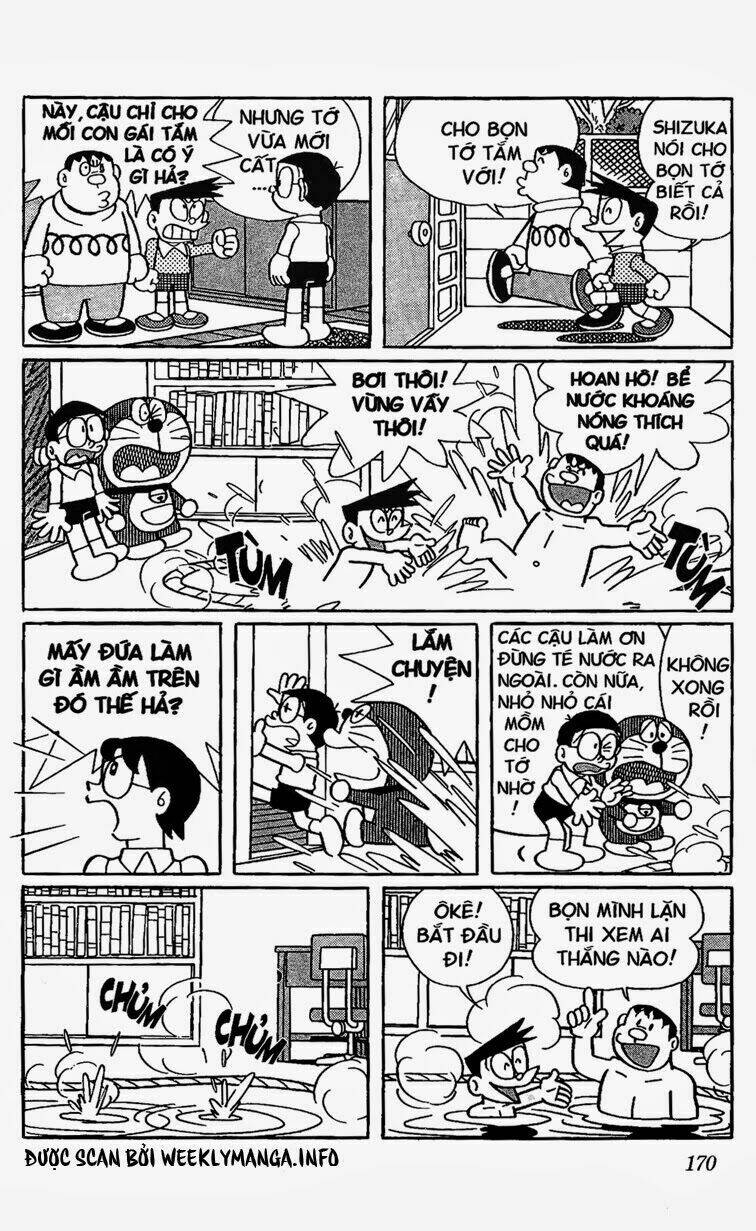 SHIZUKA
NÓI CHO
BỌN TỚ
BIẾT CẢ
RỒI!
CHO BỌN
TỚ TẮM
VỚI!
NHƯNG TỚ
VỪA MỚI
CẤT
......
NÀY, CẬU CHỈ CHO
MỖI CON GÁI TẮM
LÀ CÓ Ý
GÌ HẢ?
HOAN HÔ! BỂ
NƯỚC KHOÁNG
NÓNG THÍCH
QUÁ!
TÙM
BƠI THÔI!
VÙNG VẪY
THÔI!
TÙM
KHÔNG
XONG
RỒI!
CÁC CẬU LÀM ƠN
ĐỪNG TÉ NƯỚC RA
NGOÀI. CÒN NỮA,
NHỎ NHỎ CÁI
MỒM
CHO
TỚ
NHỜ
!
LẮM
CHUYỆN
!
MẤY ĐỨA LÀM
GÌ ẦM ẦM TRÊN
ĐÓ THẾ HẢ?
BỌN MÌNH LẶN
THI XEM AI
THẮNG NÀO!
ÔKÊ!
BẮT ĐẦU
ĐI!
CHỦM
CHỦM
ĐƯỢC SCAN BỞI WEEKLYMANGA.INFO
170